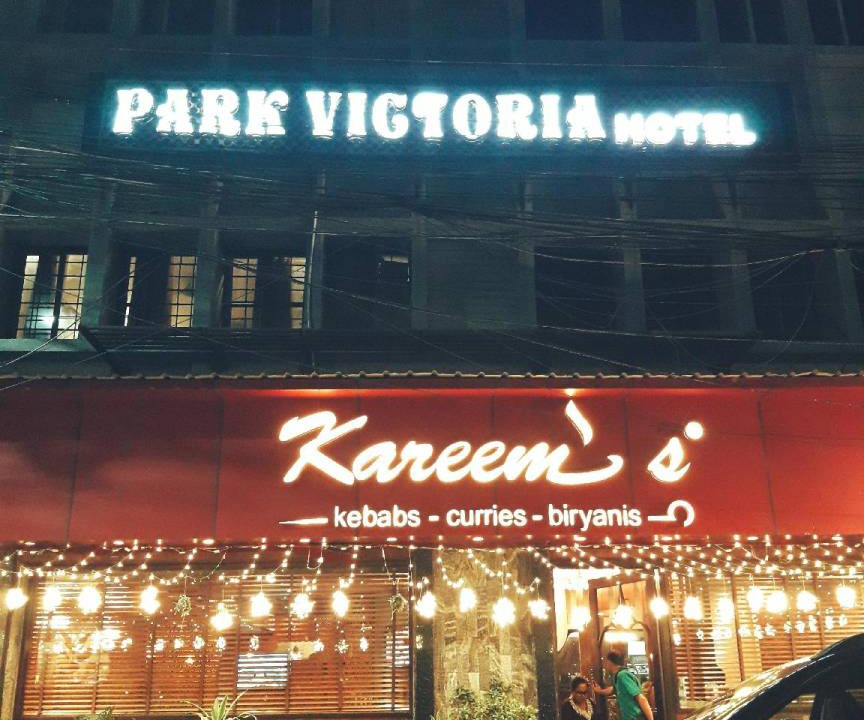 PARK VICTORIA HOTEL
Kareem's
kebabs - curries - biryanis